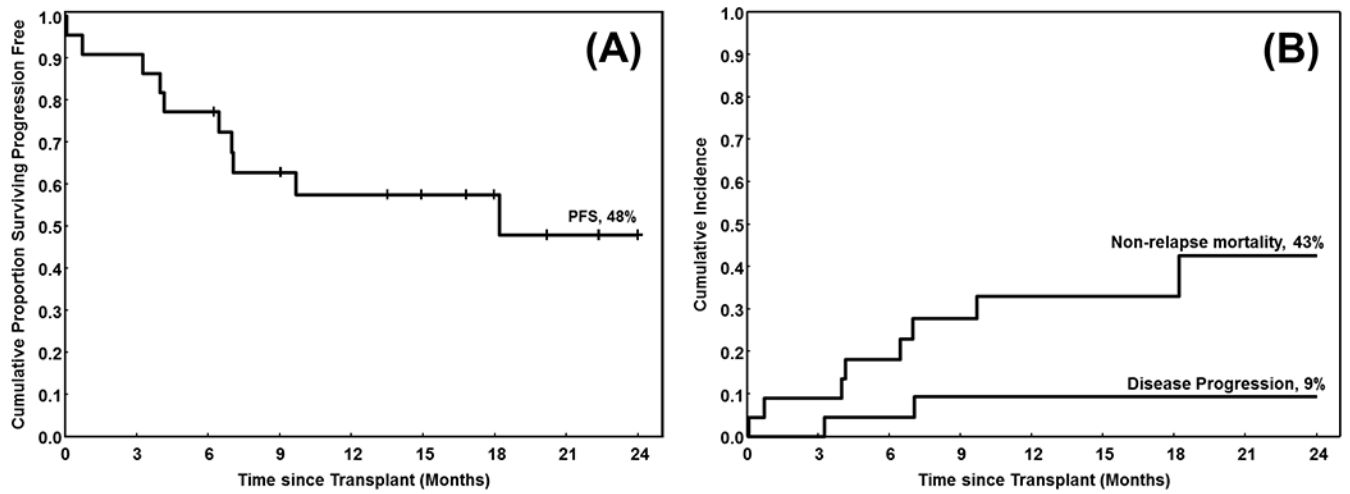 (A)
Cumulative Proportion Surviving Progression Free
1.0
0.9
0.8
0.7
0.6
0.5
0.4
0.3
0.2
0.1
0.0
PFS, 48%
0 3 6 9 12 15 18 21 24
Time since Transplant (Months)
(B)
Cumulative Incidence
1.0
0.9
0.8
0.7
0.6
0.5
0.4
0.3
0.2
0.1
0.0
Non-relapse mortality, 43%
Disease Progression, 9%
0 3 6 9 12 15 18 21 24
Time since Transplant (Months)